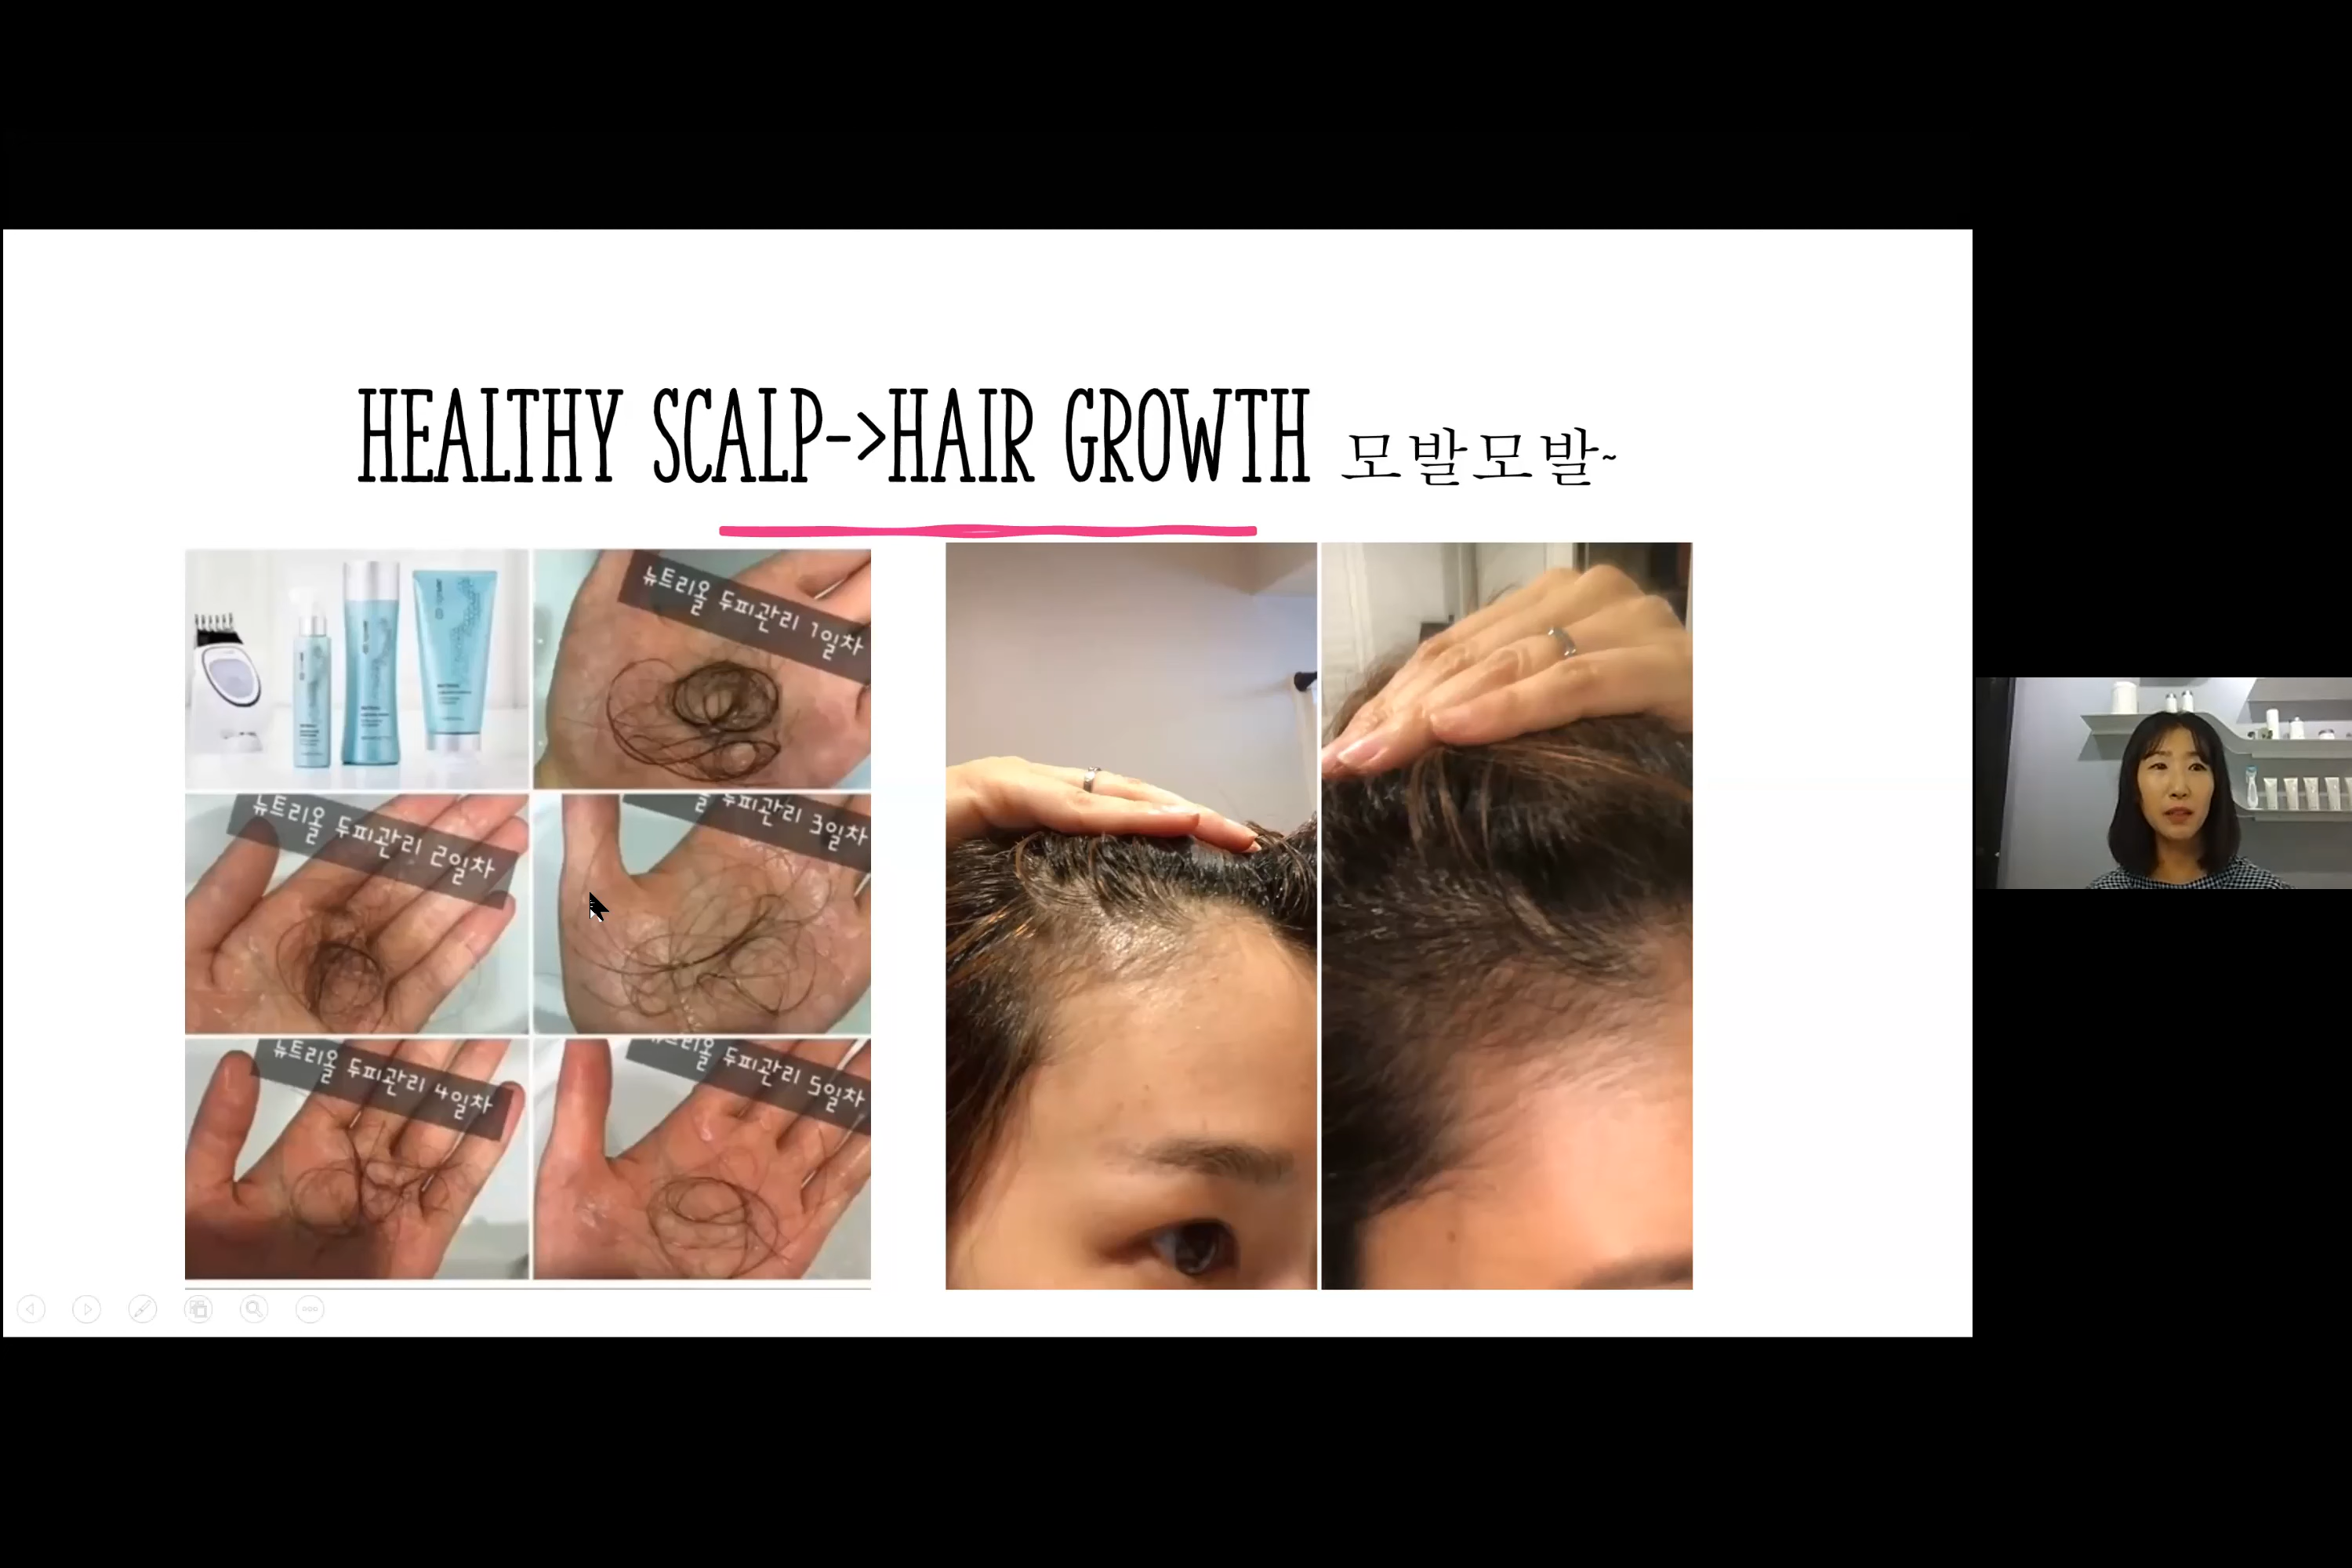 HEALTHY SCALP->HAIR GROWTH 모발모발~
뉴트리올 두피관리 1일차
뉴트리올 두피관리 2일차
두피관리 3일차
뉴트리올 두피관리 4일차
두피관리 5일차